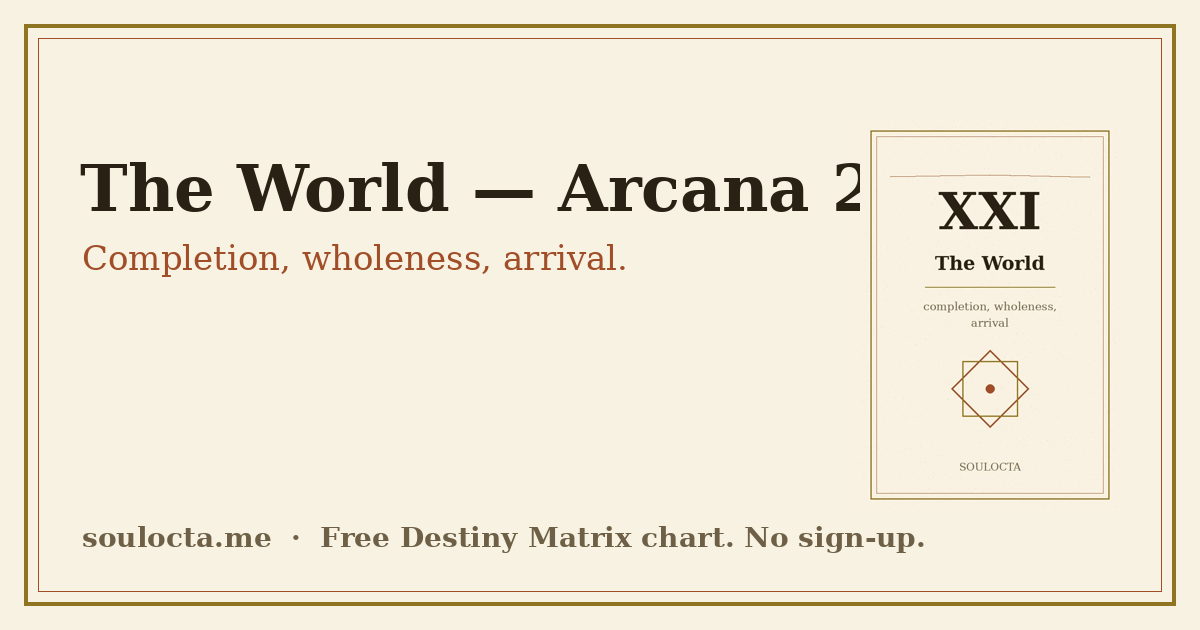 The World — Arcana 2
Completion, wholeness, arrival.
XXI
The World
completion, wholeness,
arrival
SOULOCTA
soulocta.me · Free Destiny Matrix chart. No sign-up.